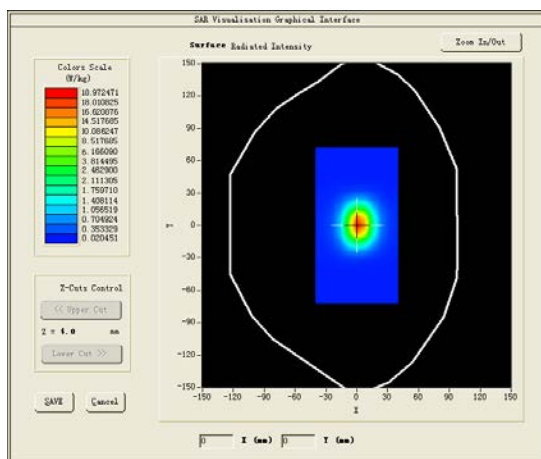 SAR Visualisation Graphical Interface
Surface Radiated Intensity
Zoom In/Out
Colors Scale
(W/kg)
18.972471
18.010825
16.620876
14.517685
10.086247
8.517685
6.166090
3.814495
2.462900
2.111305
1.759710
1.408114
1.056519
0.704924
0.353329
0.020451
Z-Cuts Control
<< Upper Cut
Z = 4.0 mm
Lower Cut >>
SAVE
Cancel
150
120
90
60
30
0
-30
-60
-90
-120
-150
Y
-150 -120 -90 -60 -30 0 30 60 90 120 150
X
0 X (mm) 0 Y (mm)